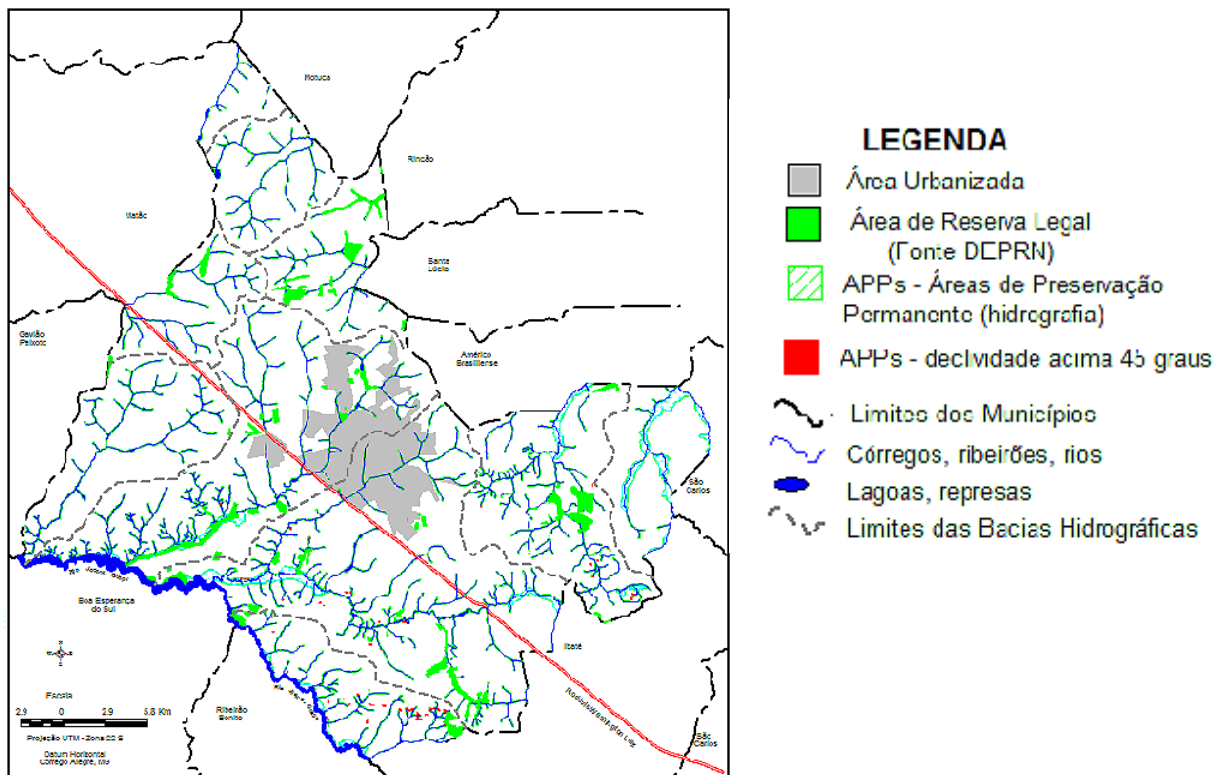 Motuca
Rincão
Matão
Santa
Lúcia
Gavião
Peixoto
Américo
Brasiliense
São
Carlos
Boa Esperança
do Sul
Ibaté
Ribeirão
Bonito
São
Carlos
Rodovia Washington Luis
Escala
2.9 0 2.9 5.8 Km
Projeção UTM - Zona 22 S
Datum Horizontal
Córrego Alegre, MG
LEGENDA
Área Urbanizada
Área de Reserva Legal
(Fonte DEPRN)
APPs - Áreas de Preservação
Permanente (hidrografia)
APPs - declividade acima 45 graus
Limites dos Municípios
Córregos, ribeirões, rios
Lagoas, represas
Limites das Bacias Hidrográficas